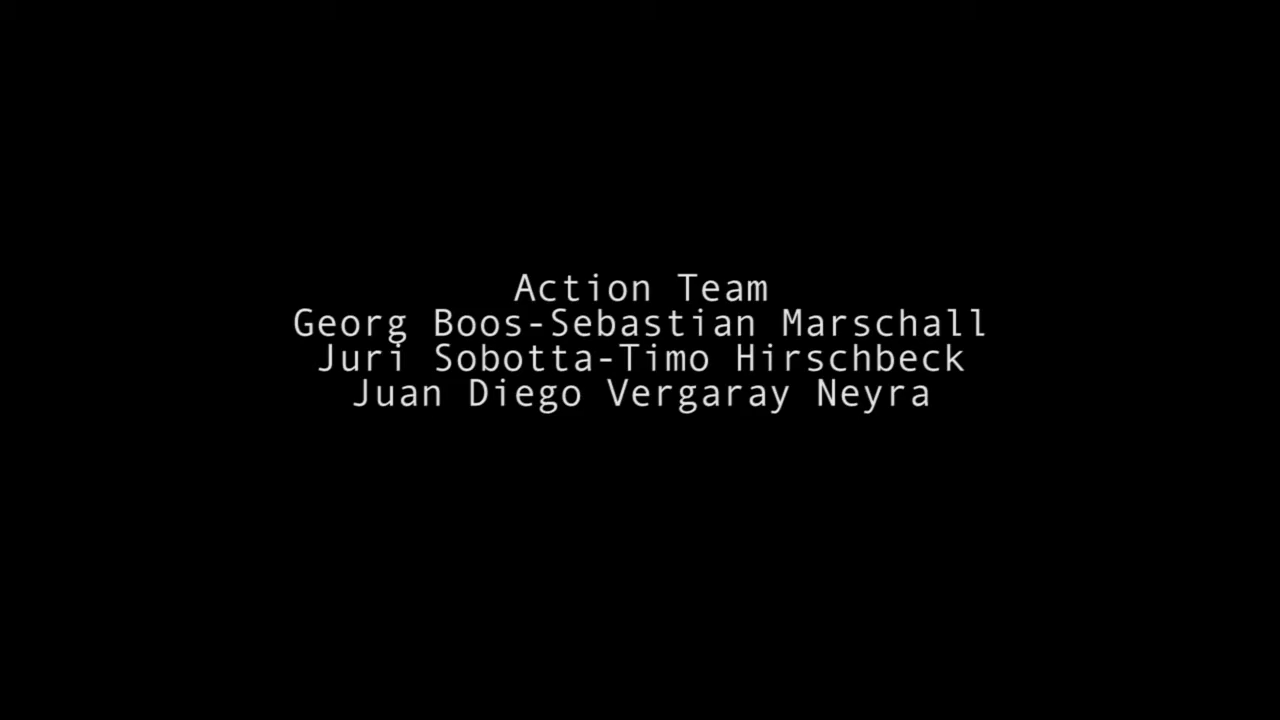 Action Team
Georg Boos-Sebastian Marschall
Juri Sobotta-Timo Hirschbeck
Juan Diego Vergaray Neyra